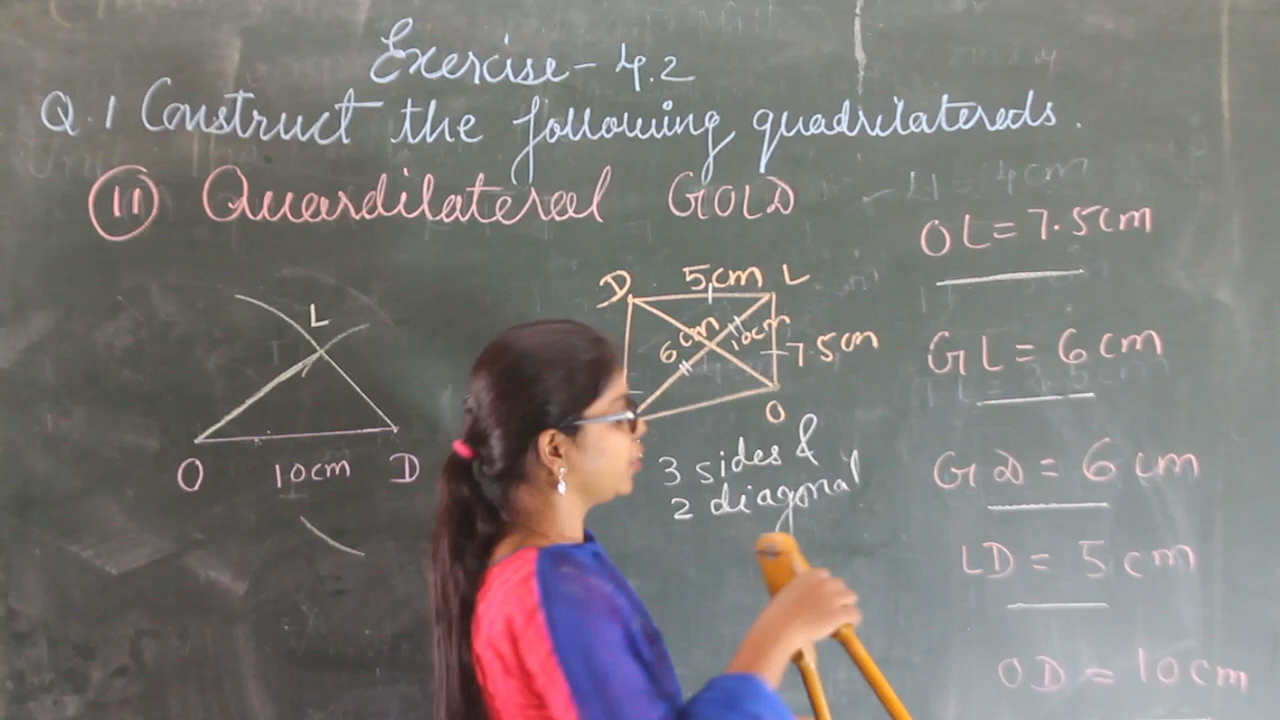 Exercise - 4.2
Q.1 Construct the following quadrilaterals.
(ii) Quardilateral GOLD
OL = 7.5cm
GL = 6cm
GD = 6cm
LD = 5cm
OD = 10cm
L
O 10cm D
D 5cm L
6cm 10cm
7.5cm
O
3 sides &
2 diagonal